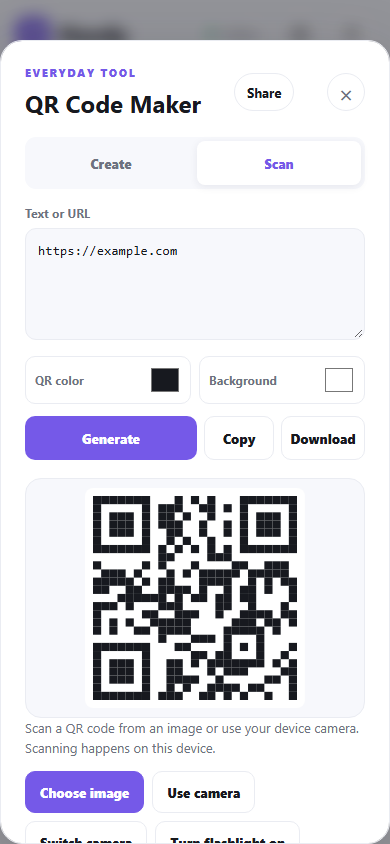 EVERYDAY TOOL
QR Code Maker
Share
×
Create
Scan
Text or URL
https://example.com
QR color
Background
Generate
Copy
Download
Scan a QR code from an image or use your device camera.
Scanning happens on this device.
Choose image
Use camera
Switch camera
Turn flashlight on